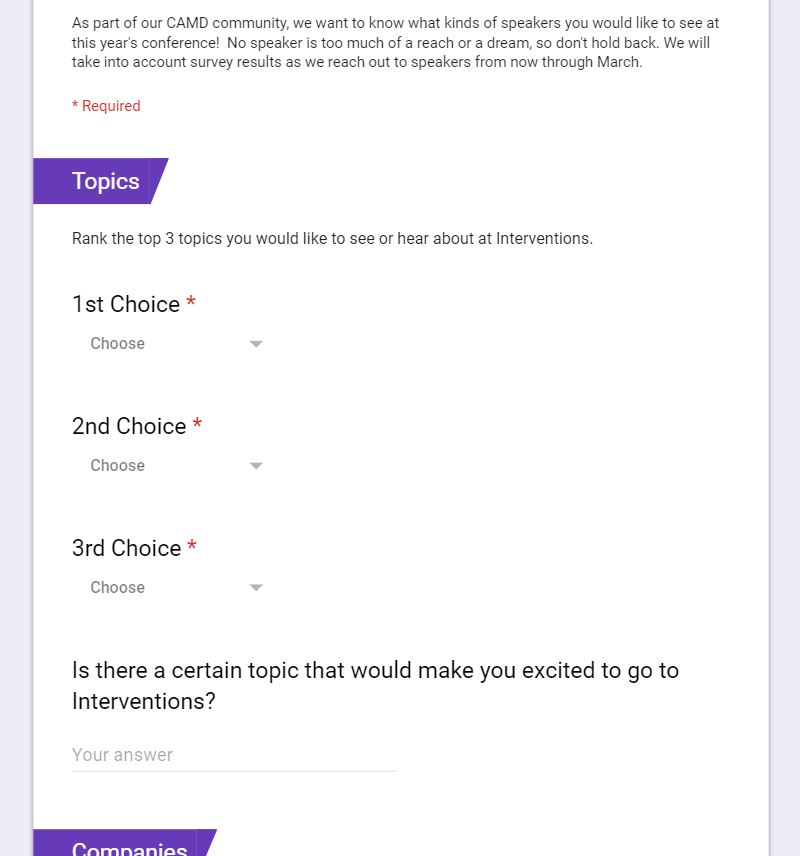 As part of our CAMD community, we want to know what kinds of speakers you would like to see at
this year's conference!  No speaker is too much of a reach or a dream, so don't hold back. We will
take into account survey results as we reach out to speakers from now through March.
* Required
Topics
Rank the top 3 topics you would like to see or hear about at Interventions.
1st Choice *
Choose
2nd Choice *
Choose
3rd Choice *
Choose
Is there a certain topic that would make you excited to go to
Interventions?
Your answer
Companies